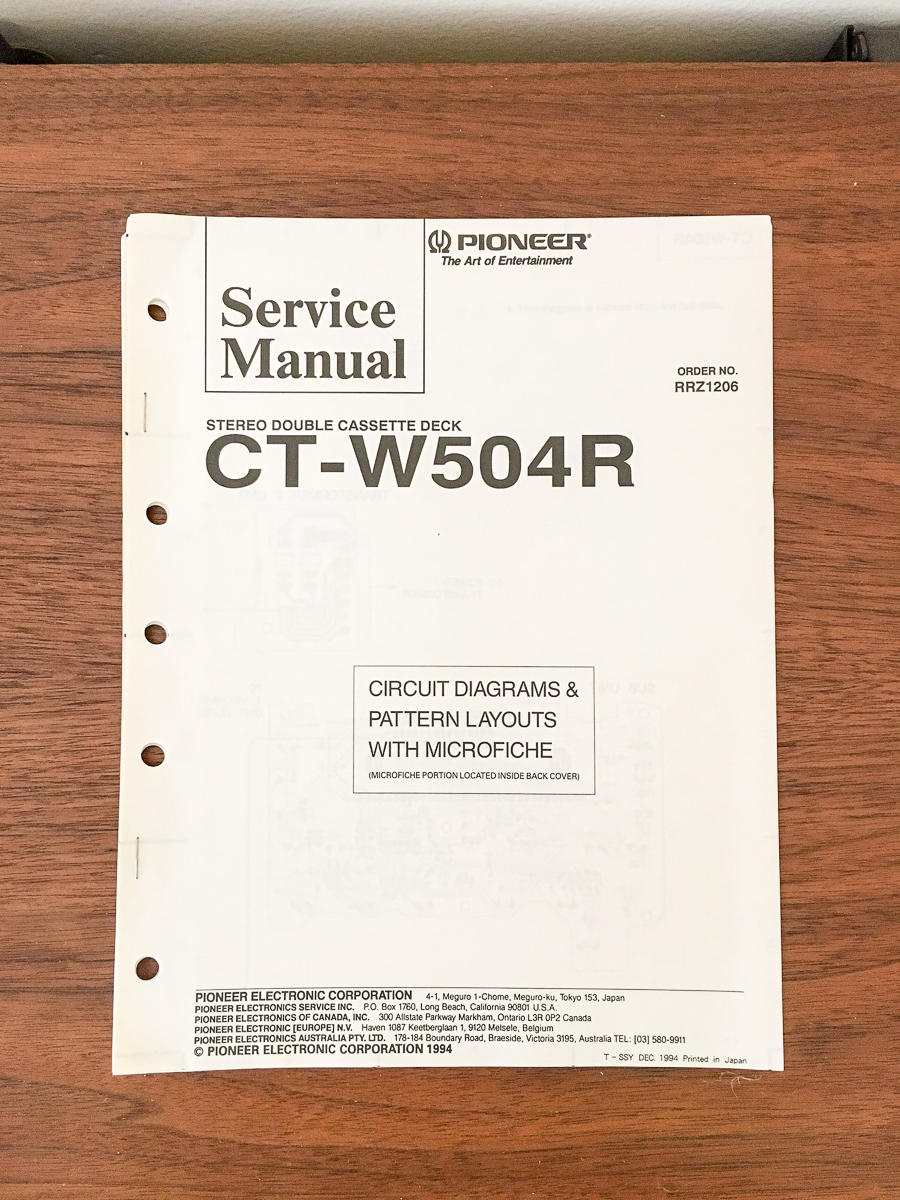 PIONEER®
The Art of Entertainment
Service
Manual
ORDER NO.
RRZ1206
STEREO DOUBLE CASSETTE DECK
CT-W504R
CIRCUIT DIAGRAMS &
PATTERN LAYOUTS
WITH MICROFICHE
(MICROFICHE PORTION LOCATED INSIDE BACK COVER)
PIONEER ELECTRONIC CORPORATION 4-1, Meguro 1-Chome, Meguro-ku, Tokyo 153, Japan
PIONEER ELECTRONICS SERVICE INC. P.O. Box 1760, Long Beach, California 90801 U.S.A.
PIONEER ELECTRONICS OF CANADA, INC. 300 Allstate Parkway Markham, Ontario L3R 0P2 Canada
PIONEER ELECTRONIC [EUROPE] N.V. Haven 1087 Keetberglaan 1, 9120 Melsele, Belgium
PIONEER ELECTRONICS AUSTRALIA PTY. LTD. 178-184 Boundary Road, Braeside, Victoria 3195, Australia TEL: [03] 580-9911
© PIONEER ELECTRONIC CORPORATION 1994
T – SSY DEC. 1994 Printed in Japan